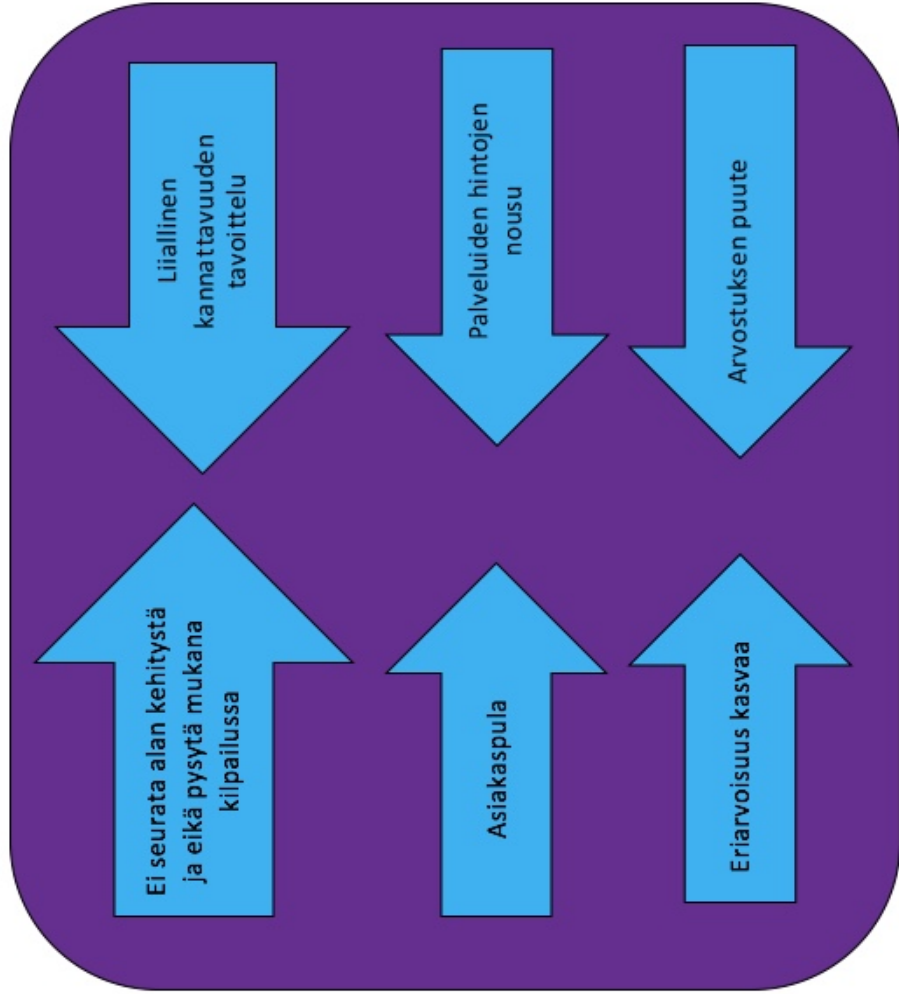 Ei seurata alan kehitystä
ja eikä pysytä mukana
kilpailussa
Liiallinen
kannattavuuden
tavoittelu
Asiakaspula
Palveluiden hintojen
nousu
Eriarvoisuus kasvaa
Arvostuksen puute